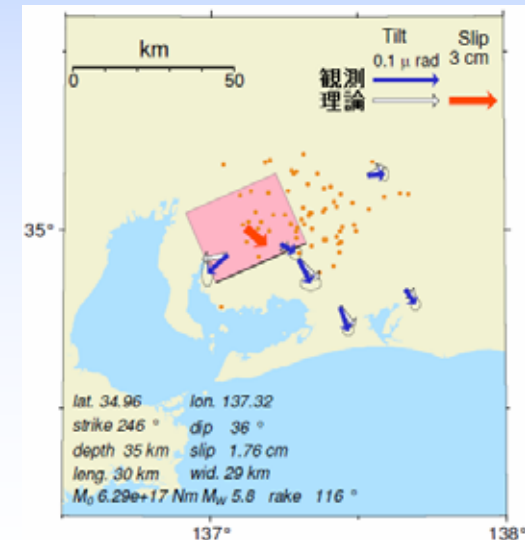 km
0 50
Tilt Slip
0.1 μ rad 3 cm
観測
理論
35°
lat. 34.96 lon. 137.32
strike 246 ° dip 36 °
depth 35 km slip 1.76 cm
leng. 30 km wid. 29 km
M0 6.29e+17 Nm Mw 5.8 rake 116 °
137° 138°